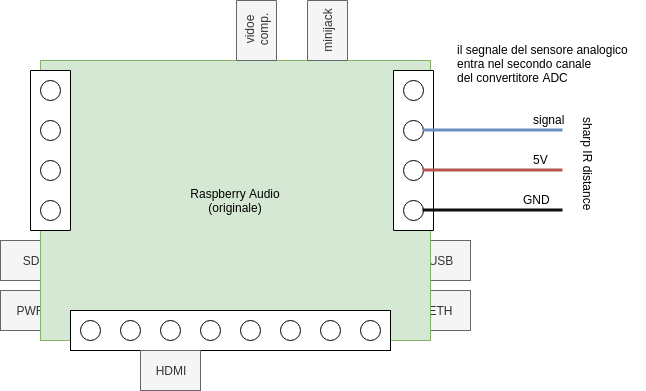 vidoe
comp.
minijack
il segnale del sensore analogico
entra nel secondo canale
del convertitore ADC
signal
5V
GND
sharp IR distance
Raspberry Audio
(originale)
SD
USB
PWR
ETH
HDMI